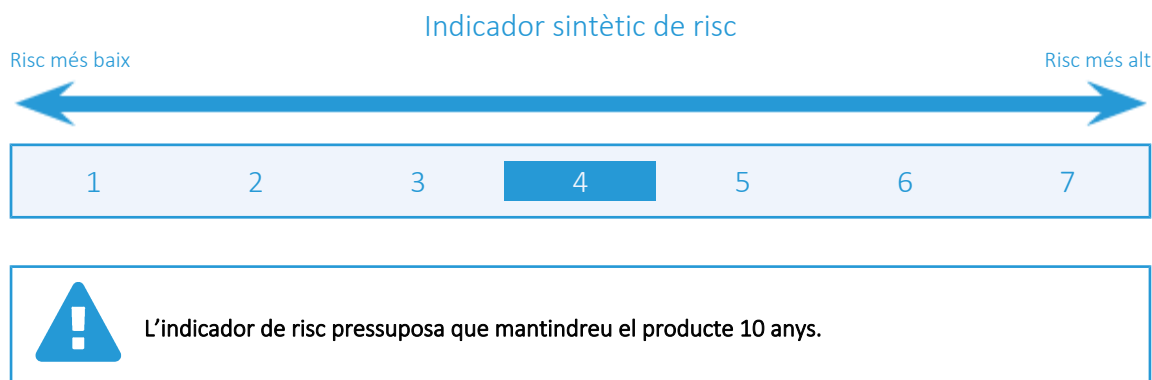 Indicador sintètic de risc
Risc més baix
Risc més alt
1 2 3 4 5 6 7
L'indicador de risc pressuposa que mantindreu el producte 10 anys.